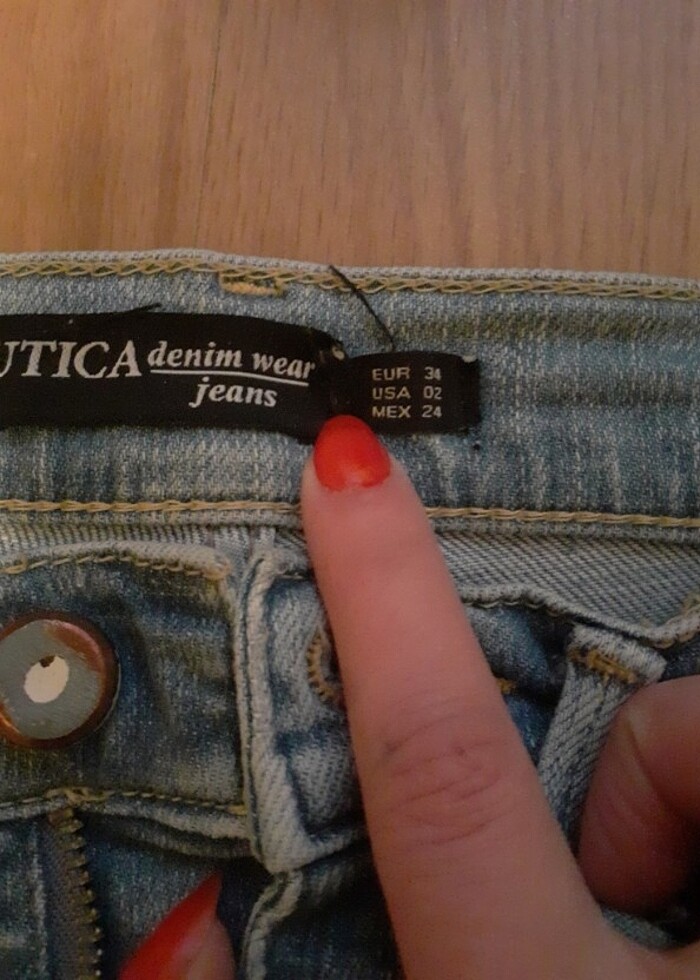 UTICA denim wear
jeans
EUR 34
USA 02
MEX 24